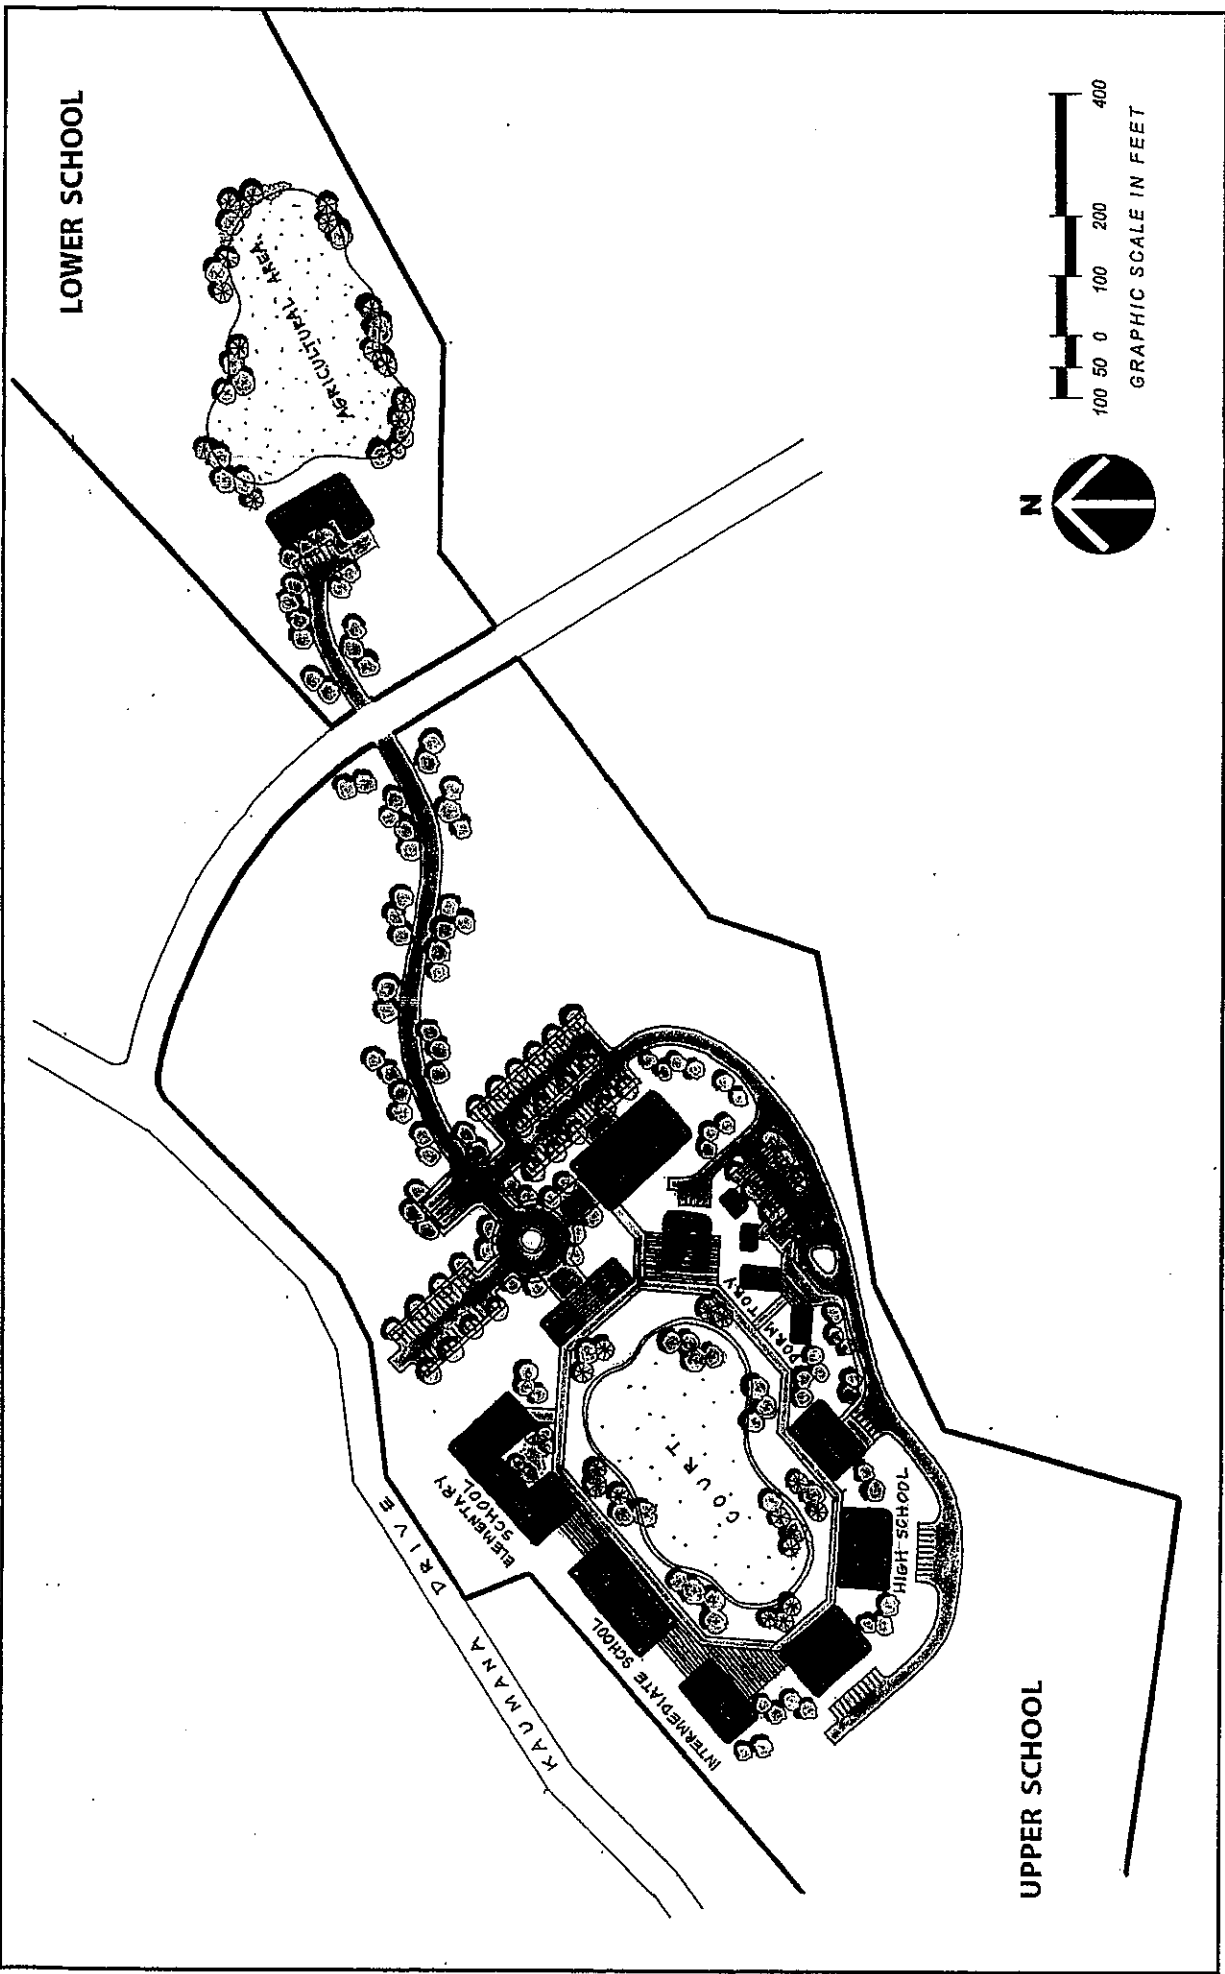 LOWER SCHOOL
AGRICULTURAL AREA
KAUMANA DRIVE
ELEMENTARY
SCHOOL
INTERMEDIATE SCHOOL
COURT
DORMITORY
HIGH SCHOOL
UPPER SCHOOL
N
100 50 0 100 200 400
GRAPHIC SCALE IN FEET